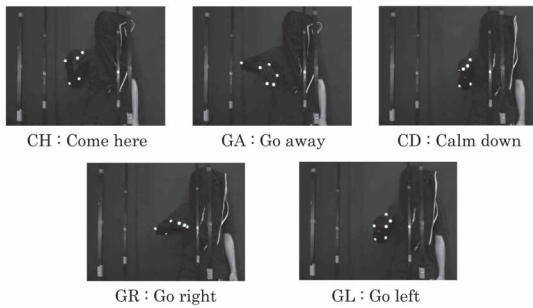 CH : Come here
GA : Go away
CD : Calm down
GR : Go right
GL : Go left